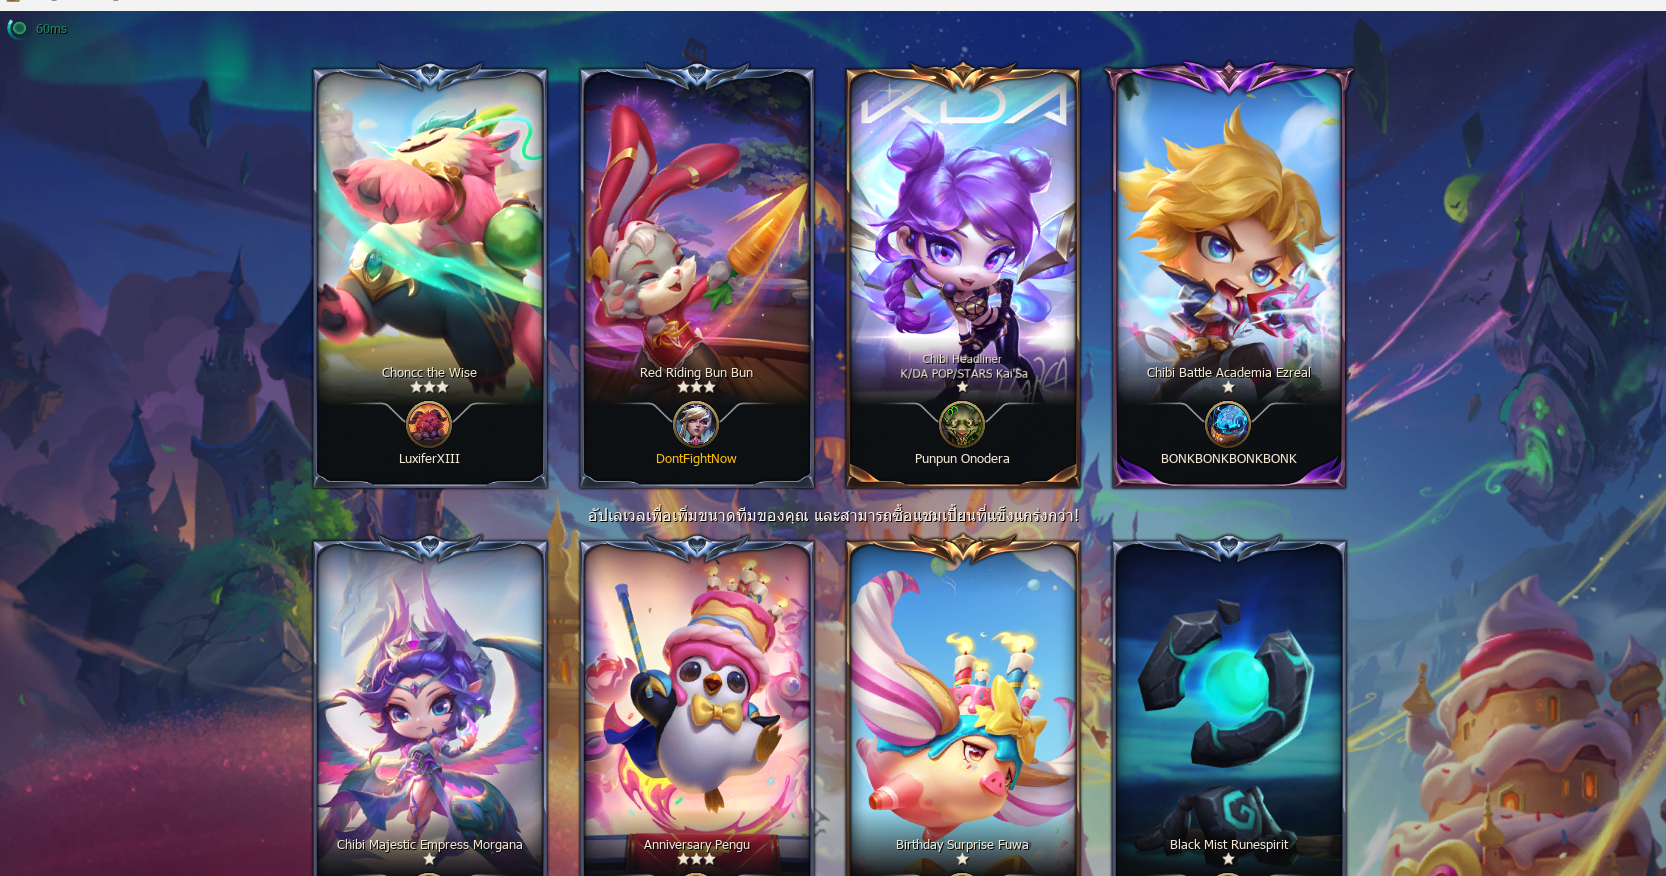 60ms
KDA
Choncc the Wise
LuxiferXIII
Red Riding Bun Bun
DontFightNow
Chibi Headliner
K/DA POP/STARS Kai'Sa
Punpun Onodera
Chibi Battle Academia Ezreal
BONKBONKBONKBONK
อัปเลเวลเพื่อเพิ่มขนาดทีมของคุณ และสามารถซื้อแชมเปี้ยนที่แข็งแกร่งกว่า!
Chibi Majestic Empress Morgana
Anniversary Pengu
Birthday Surprise Fuwa
Black Mist Runespirit